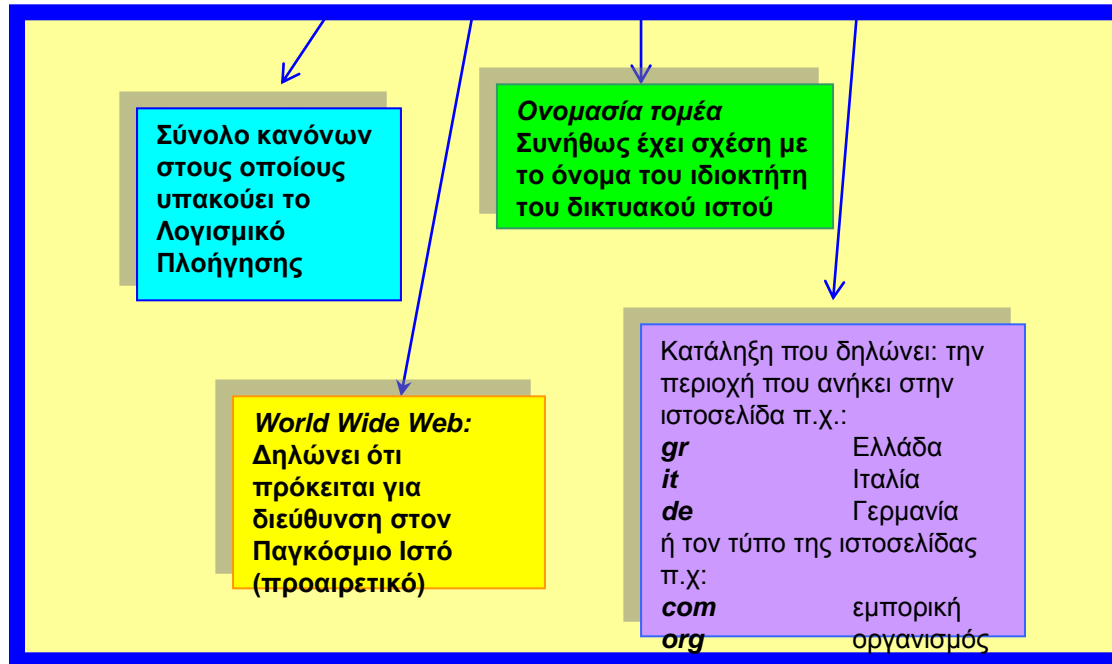 Σύνολο κανόνων
στους οποίους
υπακούει το
Λογισμικό
Πλοήγησης
Ονομασία τομέα
Συνήθως έχει σχέση με
το όνομα του ιδιοκτήτη
του δικτυακού ιστού
World Wide Web:
Δηλώνει ότι
πρόκειται για
διεύθυνση στον
Παγκόσμιο Ιστό
(προαιρετικό)
Κατάληξη που δηλώνει: την
περιοχή που ανήκει στην
ιστοσελίδα π.χ.:
gr Ελλάδα
it Ιταλία
de Γερμανία
ή τον τύπο της ιστοσελίδας
π.χ:
com εμπορική
org οργανισμός